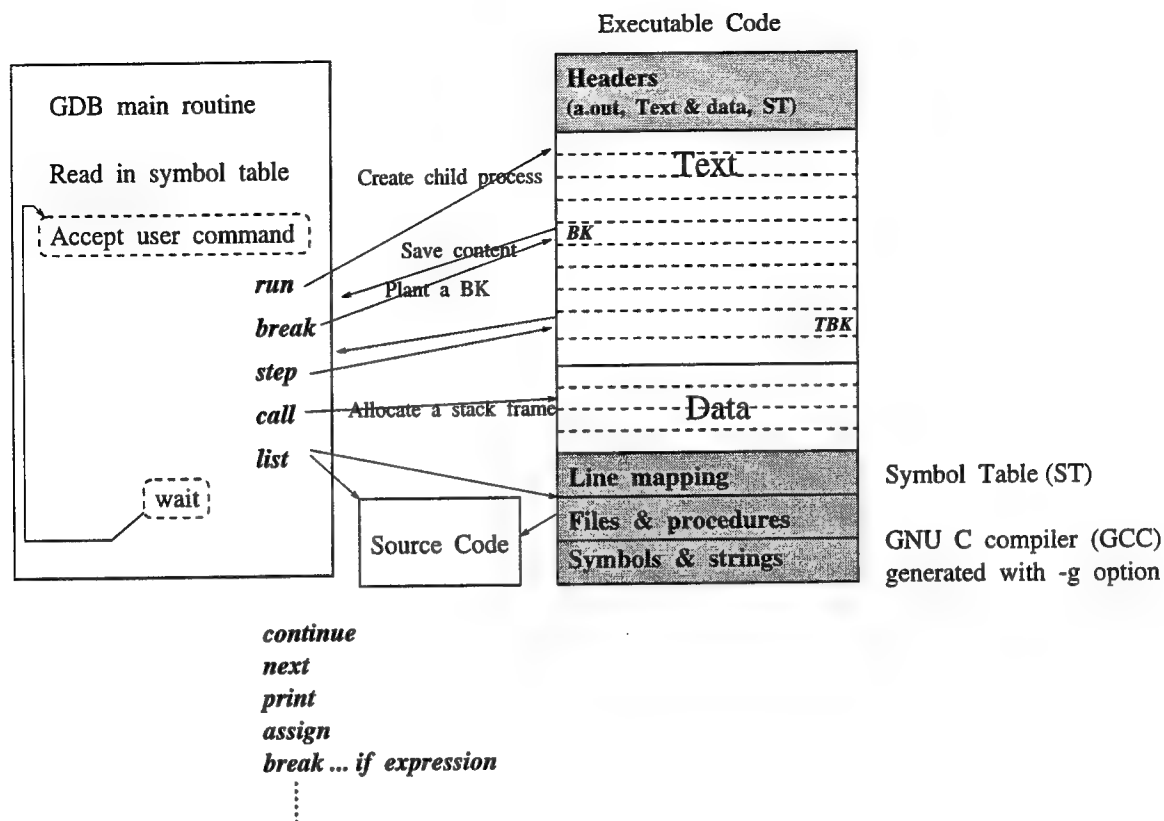 Executable Code
GDB main routine
Read in symbol table
Accept user command
run
break
step
call
list
wait
Create child process
Save content
Plant a BK
Allocate a stack frame
Source Code
Headers
(a.out, Text & data, ST)
Text
BK
TBK
Data
Line mapping
Files & procedures
Symbols & strings
Symbol Table (ST)
GNU C compiler (GCC)
generated with -g option
continue
next
print
assign
break ... if expression